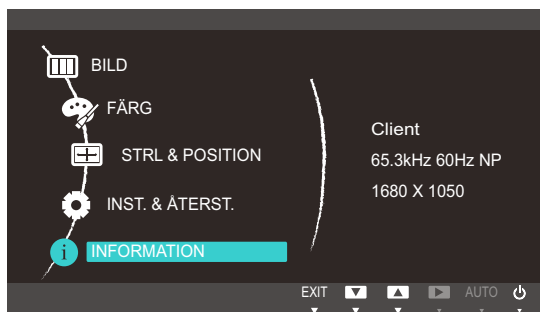 BILD
FÄRG
STRL & POSITION
INST. & ÅTERST.
i INFORMATION
Client
65.3kHz 60Hz NP
1680 X 1050
EXIT AUTO